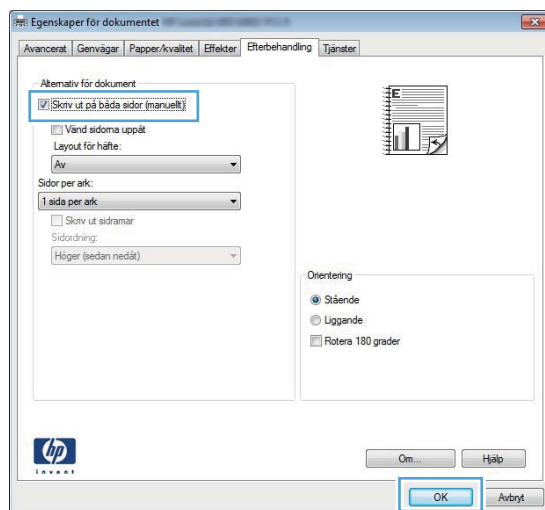 Egenskaper för dokumentet
Avancerat Genvägar Papper/kvalitet Effekter Efterbehandling Tjänster
Alternativ för dokument
Skriv ut på båda sidor (manuellt)
Vänd sidorna uppåt
Layout för häfte:
Av
Sidor per ark:
1 sida per ark
Skriv ut sidramar
Sidordning:
Höger (sedan nedåt)
E
Orientering
Stående
Liggande
Rotera 180 grader
hp
invent
Om... Hjälp
OK Avbryt